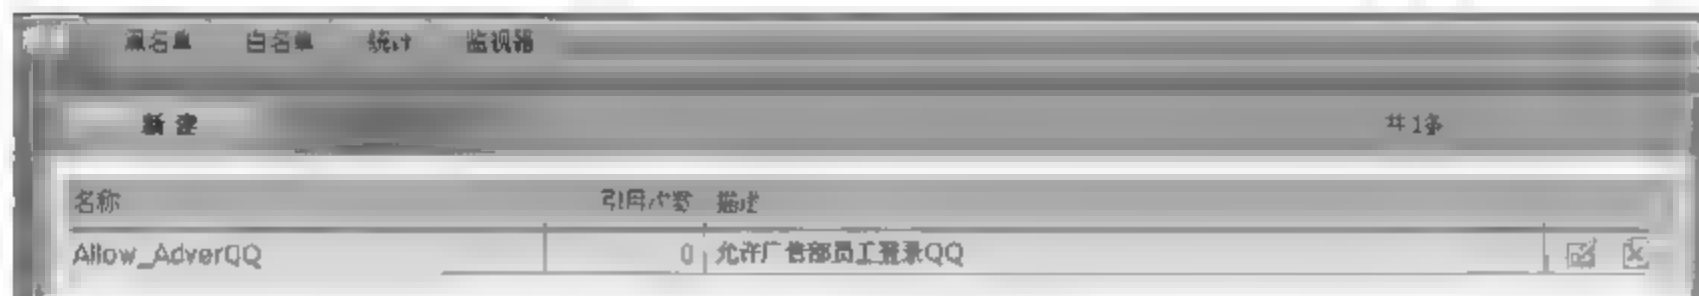 黑名单 白名单 统计 监视器
新建 共1条
名称 引用次数 描述
Allow_AdverQQ 0 允许广告部员工登录QQ